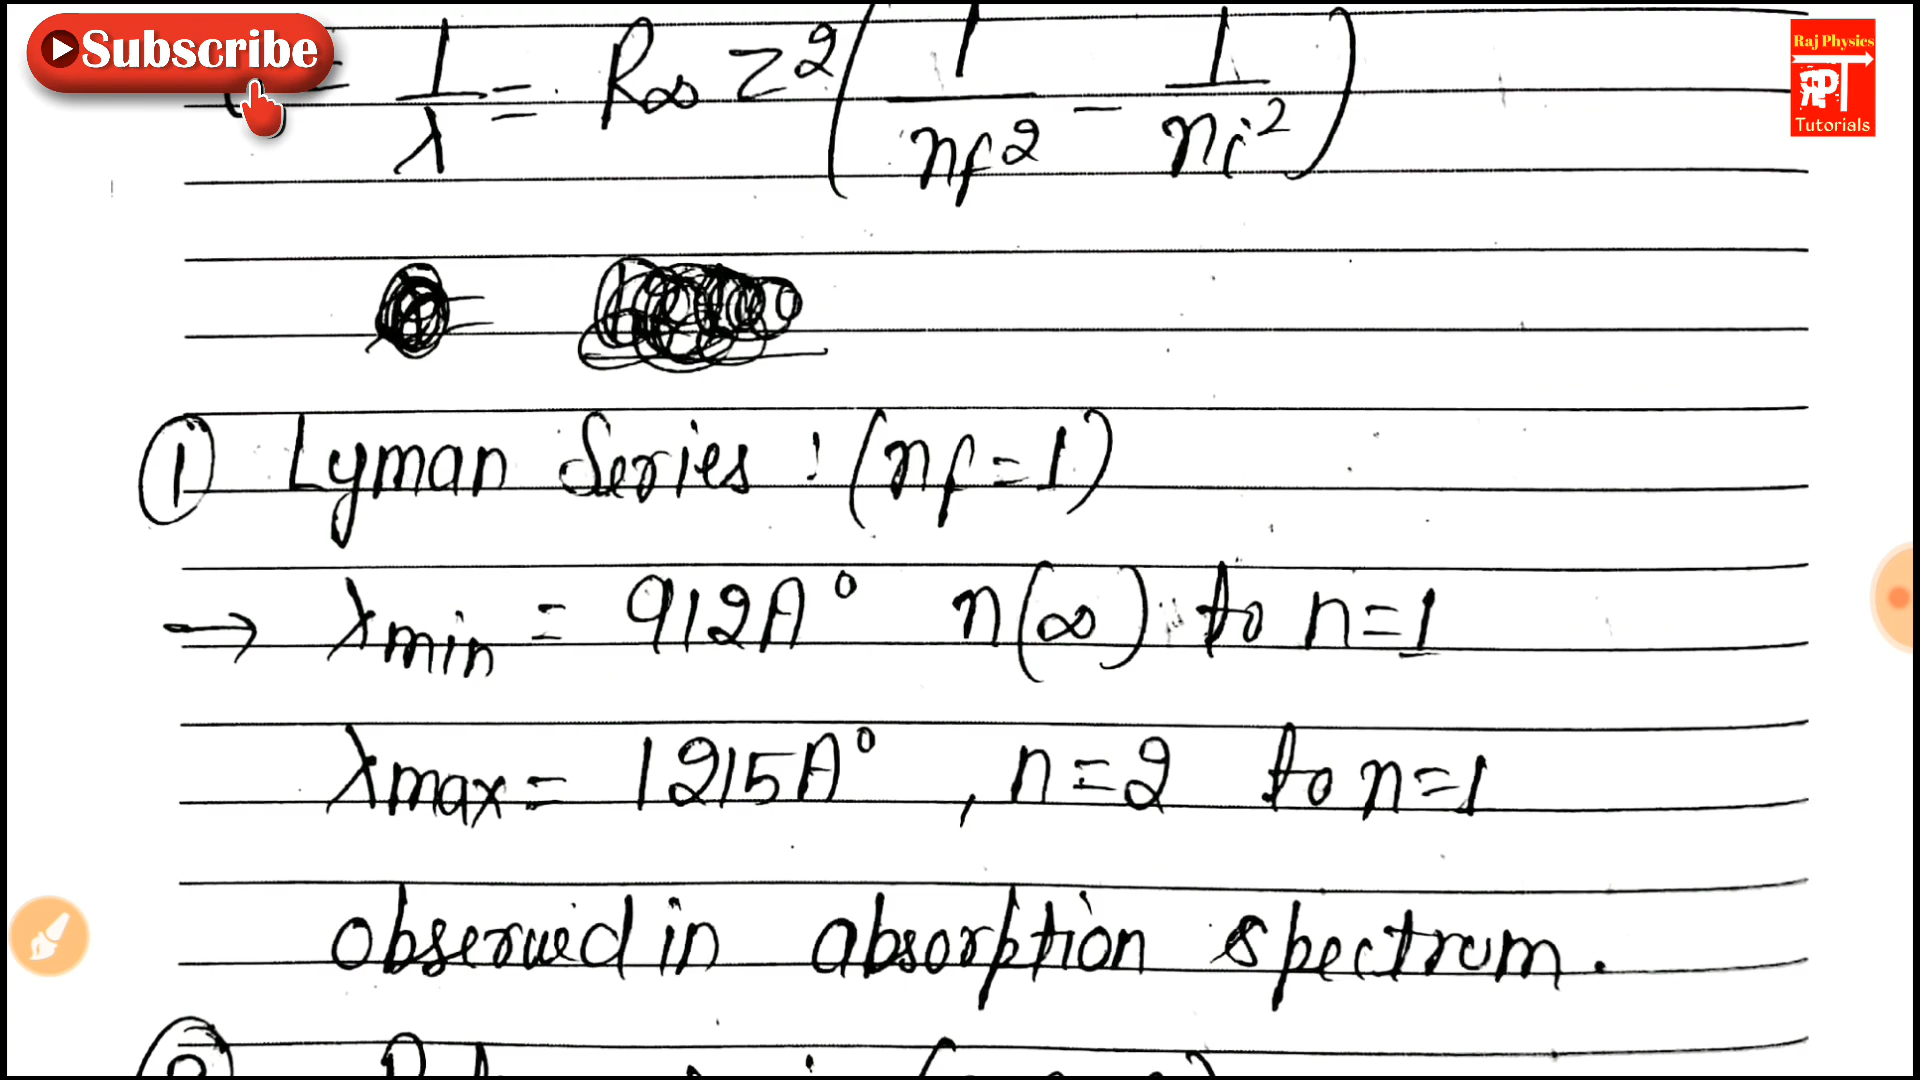 Subscribe
= 1/λ = R∞ Z² (1/nf² - 1/ni²)
Raj Physics
RPT
Tutorials
① Lyman Series : (nf = 1)
→ λmin = 912A° n(∞) to n=1
λmax = 1215A° , n=2 to n=1
observed in absorption spectrum.